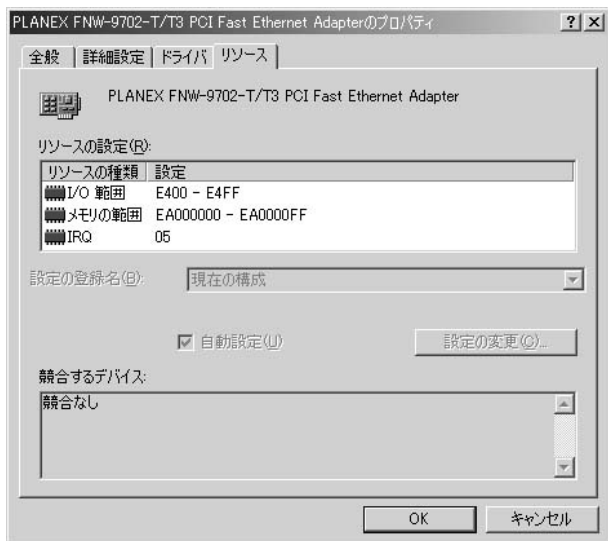 PLANEX FNW-9702-T/T3 PCI Fast Ethernet Adapterのプロパティ
全般 詳細設定 ドライバ リソース
PLANEX FNW-9702-T/T3 PCI Fast Ethernet Adapter
リソースの設定(R):
リソースの種類 設定
I/O 範囲 E400 - E4FF
メモリの範囲 EA000000 - EA0000FF
IRQ 05
設定の登録名(B): 現在の構成
自動設定(U) 設定の変更(C)...
競合するデバイス:
競合なし
OK キャンセル